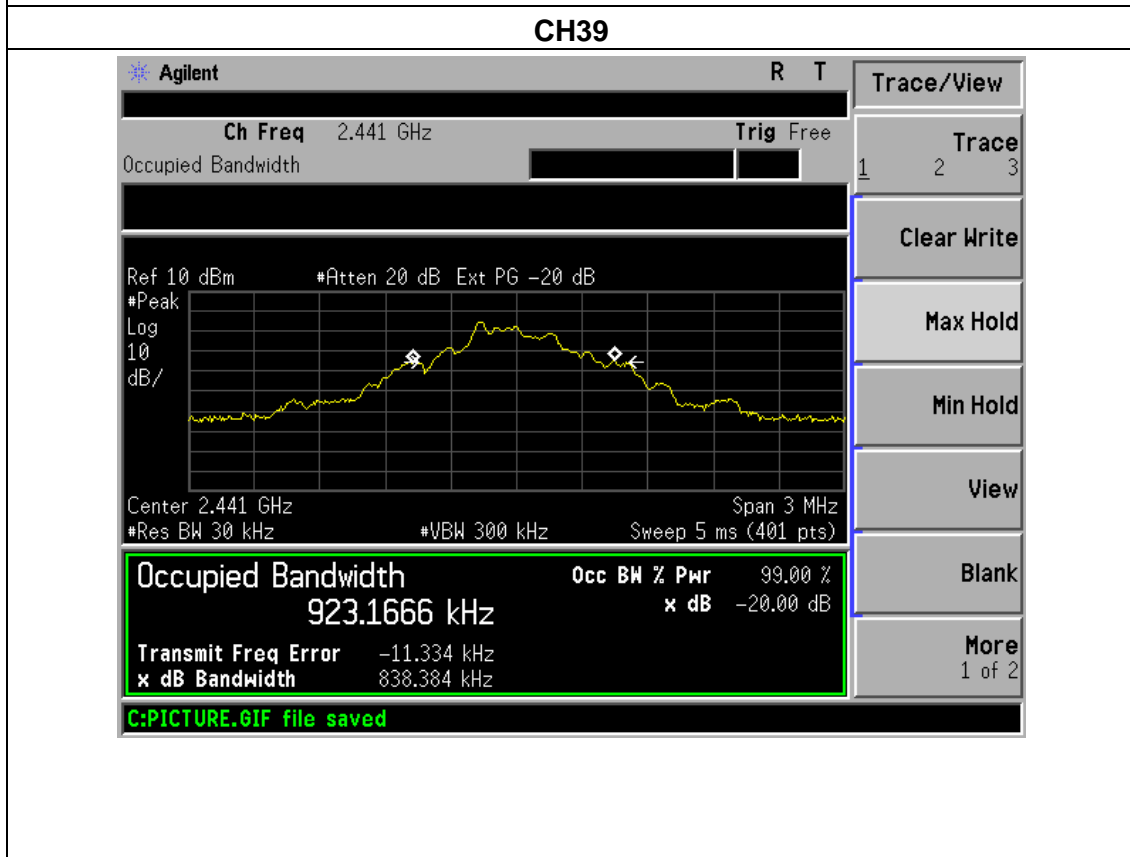 CH39
Agilent R T
Trace/View
Ch Freq 2.441 GHz Trig Free
Occupied Bandwidth
Trace
1 2 3
Clear Write
Ref 10 dBm #Atten 20 dB Ext PG −20 dB
#Peak
Log
10
dB/
Max Hold
Min Hold
View
Center 2.441 GHz Span 3 MHz
#Res BW 30 kHz #VBW 300 kHz Sweep 5 ms (401 pts)
Occupied Bandwidth Occ BW % Pwr 99.00 %
923.1666 kHz x dB −20.00 dB
Blank
Transmit Freq Error −11.334 kHz
x dB Bandwidth 838.384 kHz
More
1 of 2
C:PICTURE.GIF file saved